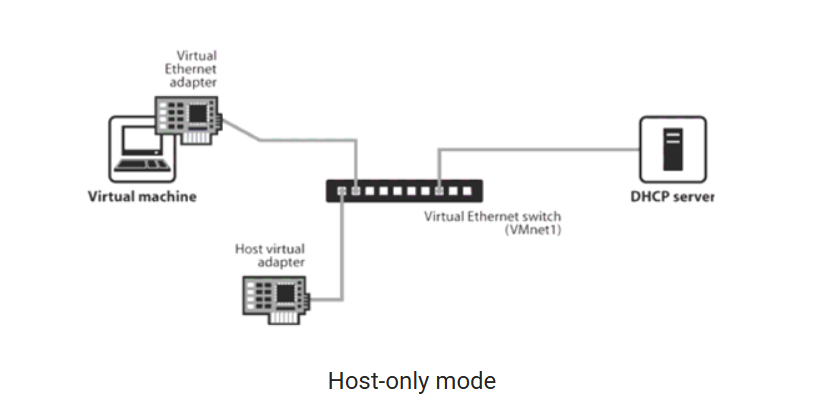 Virtual
Ethernet
adapter
Virtual machine
DHCP server
Virtual Ethernet switch
(VMnet1)
Host virtual
adapter
Host-only mode